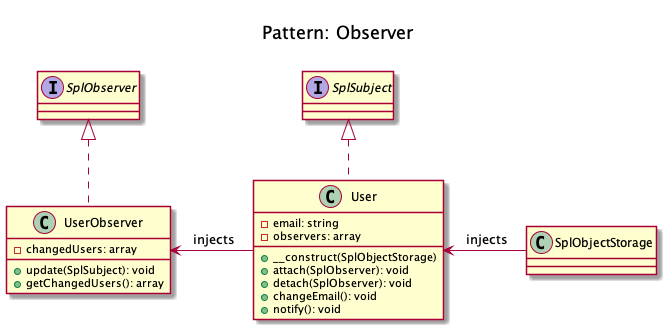 Pattern: Observer
I SplObserver
I SplSubject
C UserObserver
changedUsers: array
update(SplSubject): void
getChangedUsers(): array
injects
C User
email: string
observers: array
__construct(SplObjectStorage)
attach(SplObserver): void
detach(SplObserver): void
changeEmail(): void
notify(): void
injects
C SplObjectStorage